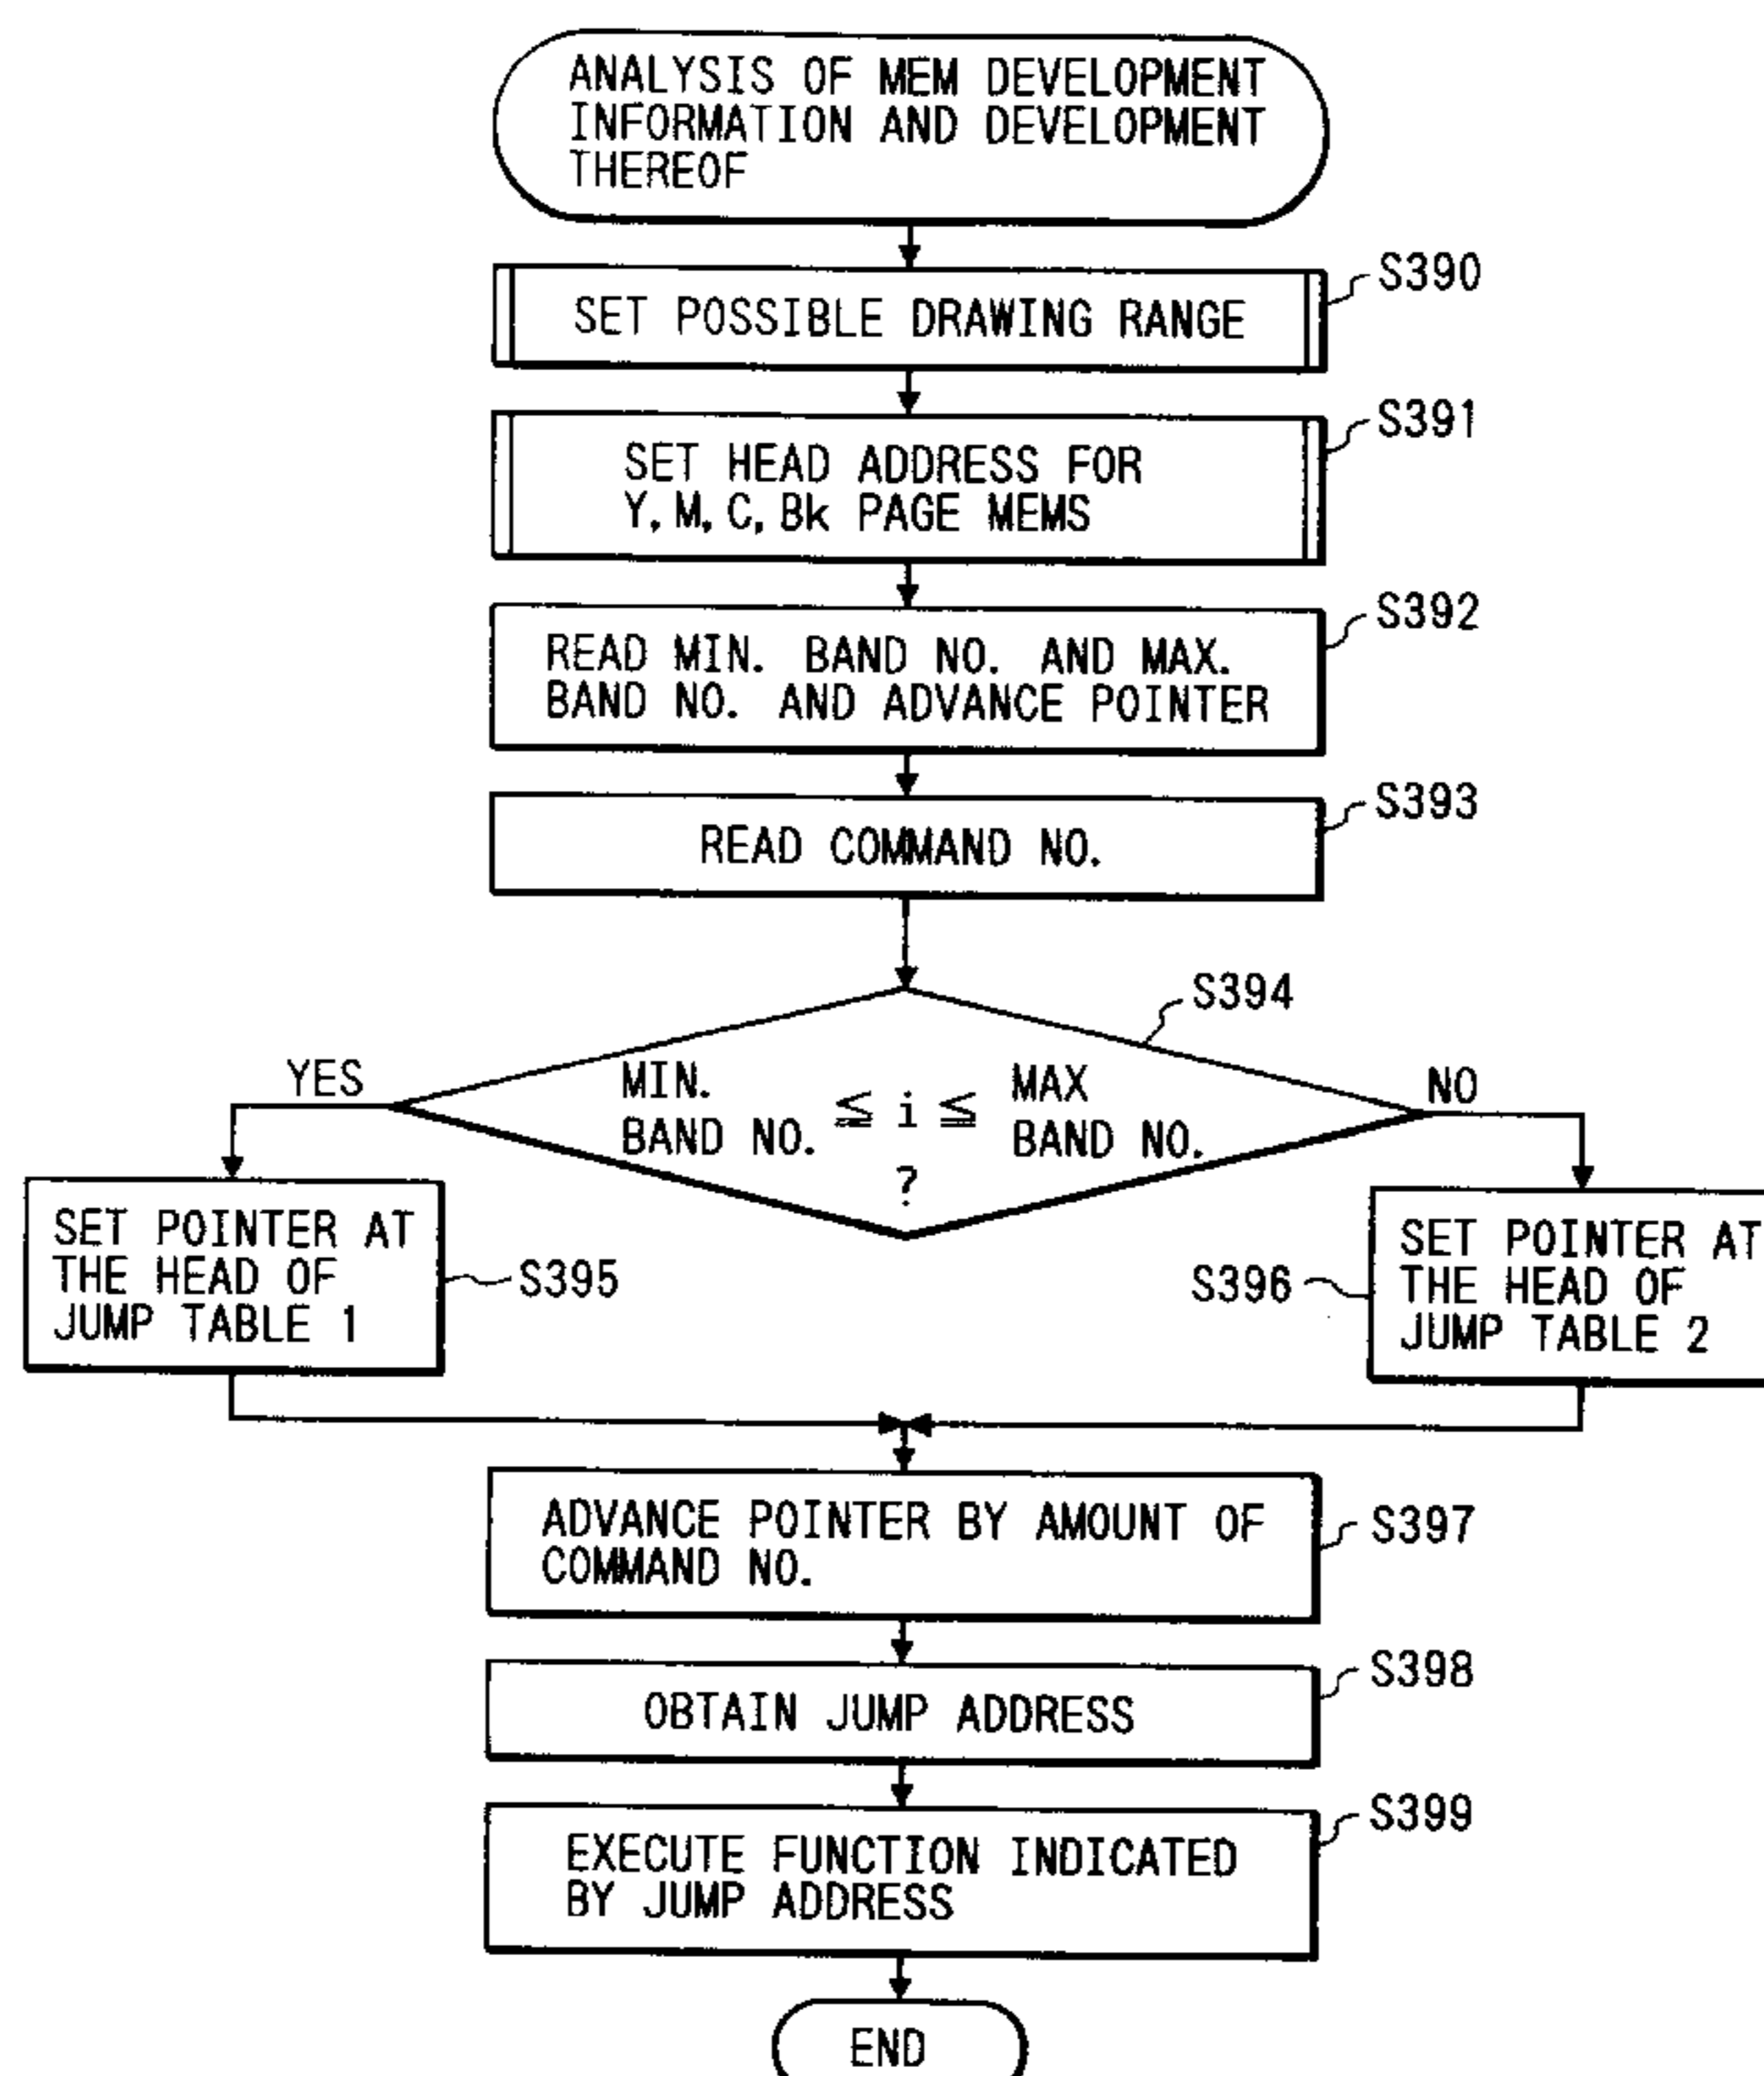 ANALYSIS OF MEM DEVELOPMENT
INFORMATION AND DEVELOPMENT
THEREOF
S390
SET POSSIBLE DRAWING RANGE
S391
SET HEAD ADDRESS FOR
Y, M, C, Bk PAGE MEMS
S392
READ MIN. BAND NO. AND MAX.
BAND NO. AND ADVANCE POINTER
S393
READ COMMAND NO.
S394
YES
NO
MIN.
BAND NO.
≦ i ≦
MAX
BAND NO.
?
SET POINTER AT
THE HEAD OF
JUMP TABLE 1
S395
S396
SET POINTER AT
THE HEAD OF
JUMP TABLE 2
ADVANCE POINTER BY AMOUNT OF
COMMAND NO.
S397
S398
OBTAIN JUMP ADDRESS
S399
EXECUTE FUNCTION INDICATED
BY JUMP ADDRESS
END